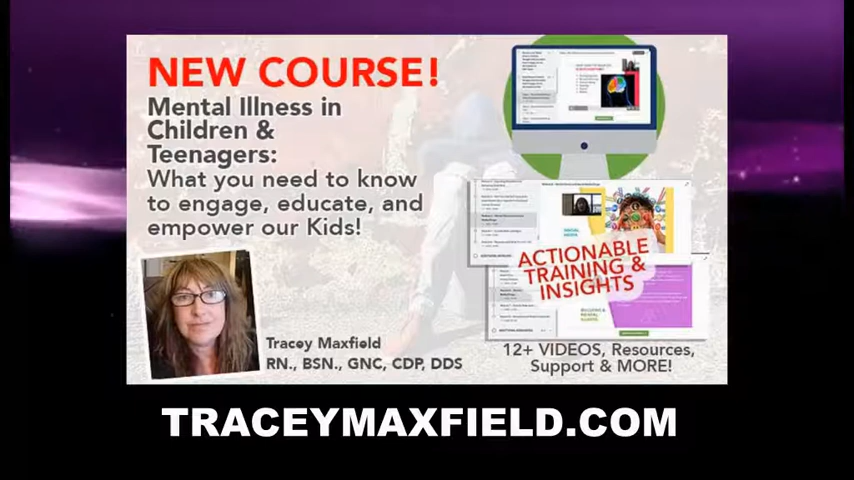 NEW COURSE!
Mental Illness in
Children &
Teenagers:
What you need to know
to engage, educate, and
empower our Kids!
Tracey Maxfield
RN., BSN., GNC, CDP, DDS
ACTIONABLE
TRAINING &
INSIGHTS
12+ VIDEOS, Resources,
Support & MORE!
TRACEYMAXFIELD.COM